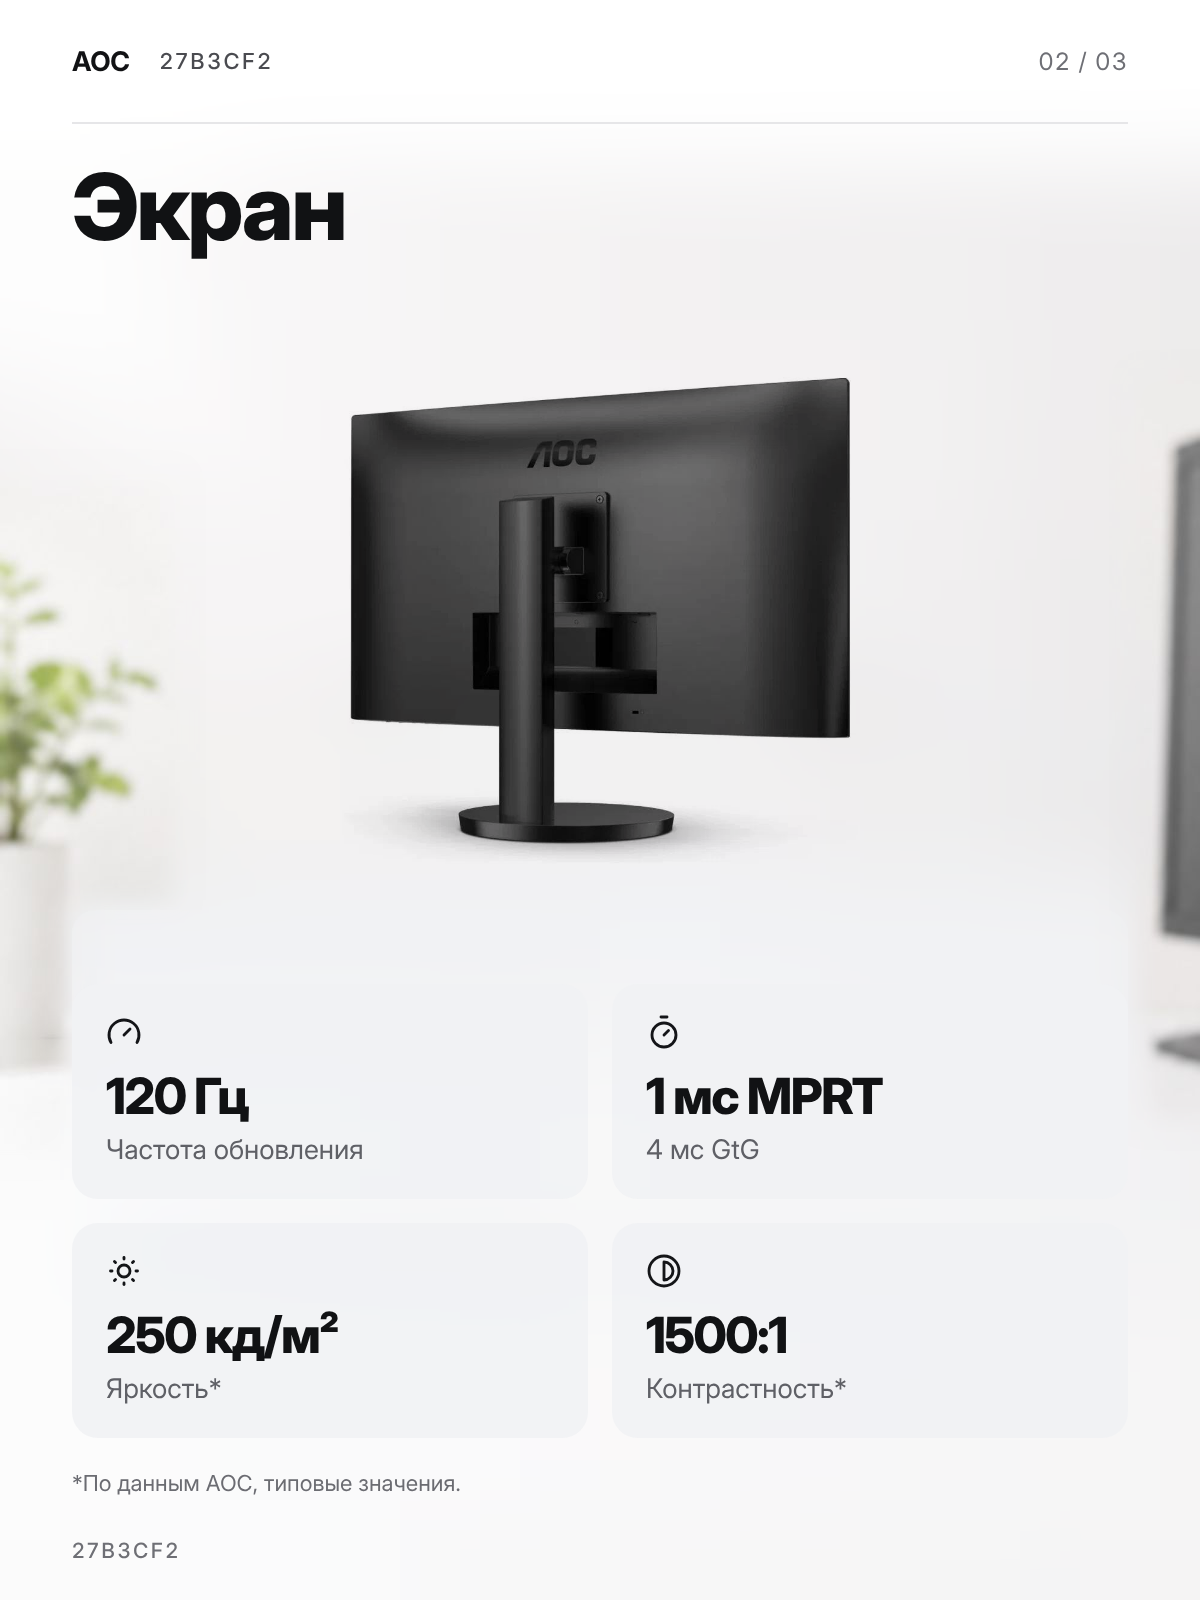 AOC 27B3CF2 02 / 03
Экран
AOC
120 Гц
Частота обновления
1 мс MPRT
4 мс GtG
250 кд/м²
Яркость*
1500:1
Контрастность*
*По данным AOC, типовые значения.
27B3CF2